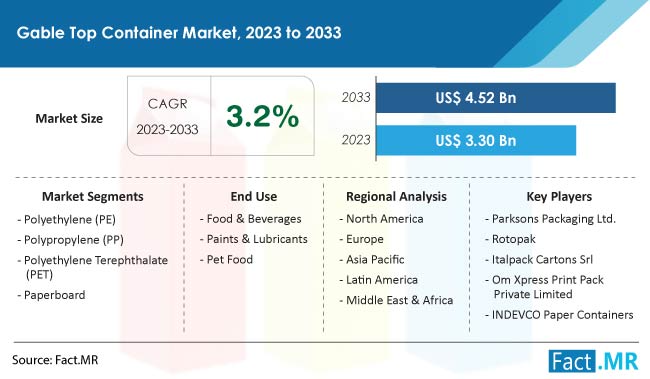 Gable Top Container Market, 2023 to 2033
Market Size
CAGR
2023-2033
3.2%
2033
US$ 4.52 Bn
2023
US$ 3.30 Bn
Market Segments
- Polyethylene (PE)
- Polypropylene (PP)
- Polyethylene Terephthalate
(PET)
- Paperboard
End Use
- Food & Beverages
- Paints & Lubricants
- Pet Food
Regional Analysis
- North America
- Europe
- Asia Pacific
- Latin America
- Middle East & Africa
Key Players
- Parksons Packaging Ltd.
- Rotopak
- Italpack Cartons Srl
- Om Xpress Print Pack
Private Limited
- INDEVCO Paper Containers
Source: Fact.MR
Fact.MR